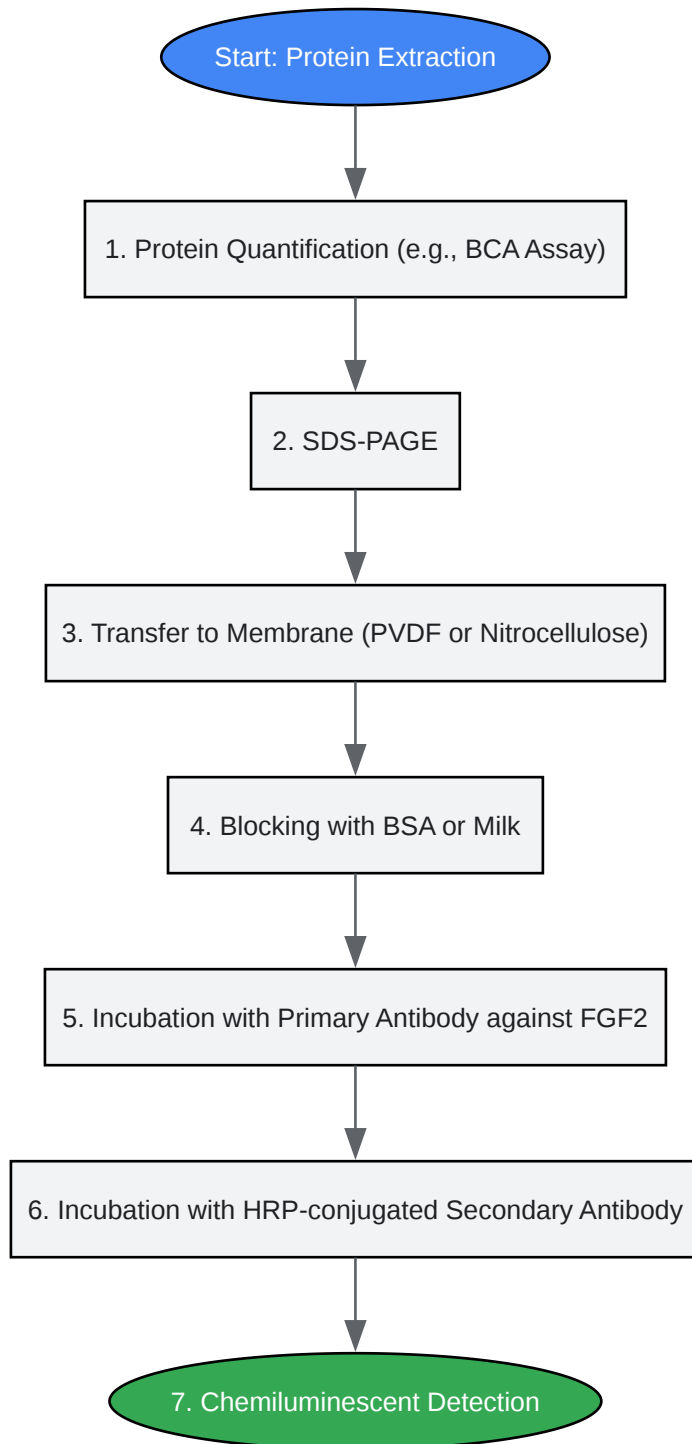 Start: Protein Extraction
1. Protein Quantification (e.g., BCA Assay)
2. SDS-PAGE
3. Transfer to Membrane (PVDF or Nitrocellulose)
4. Blocking with BSA or Milk
5. Incubation with Primary Antibody against FGF2
6. Incubation with HRP-conjugated Secondary Antibody
7. Chemiluminescent Detection